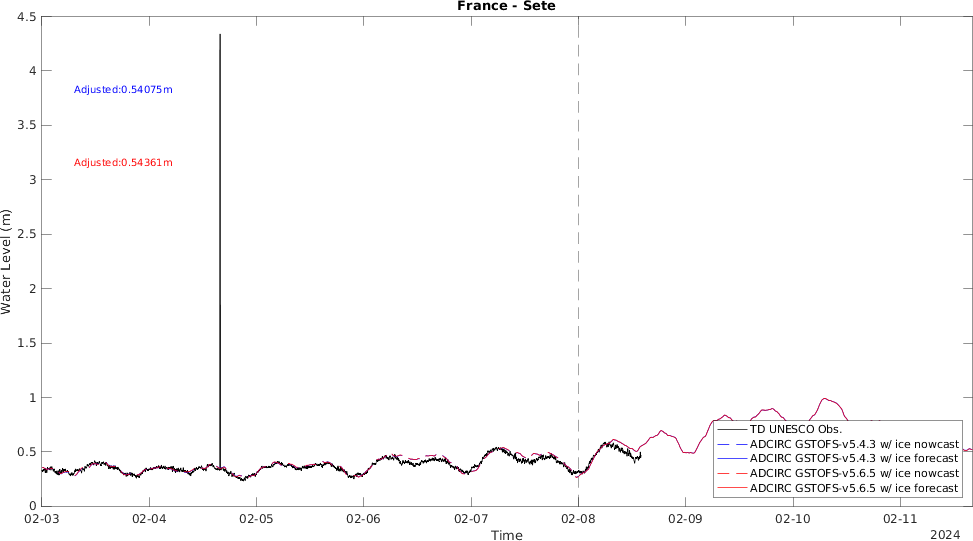 France - Sete
4.5
4
3.5
3
2.5
2
1.5
1
0.5
0
Water Level (m)
Adjusted:0.54075m
Adjusted:0.54361m
TD UNESCO Obs.
ADCIRC GSTOFS-v5.4.3 w/ ice nowcast
ADCIRC GSTOFS-v5.4.3 w/ ice forecast
ADCIRC GSTOFS-v5.6.5 w/ ice nowcast
ADCIRC GSTOFS-v5.6.5 w/ ice forecast
02-03 02-04 02-05 02-06 02-07 02-08 02-09 02-10 02-11
Time
2024